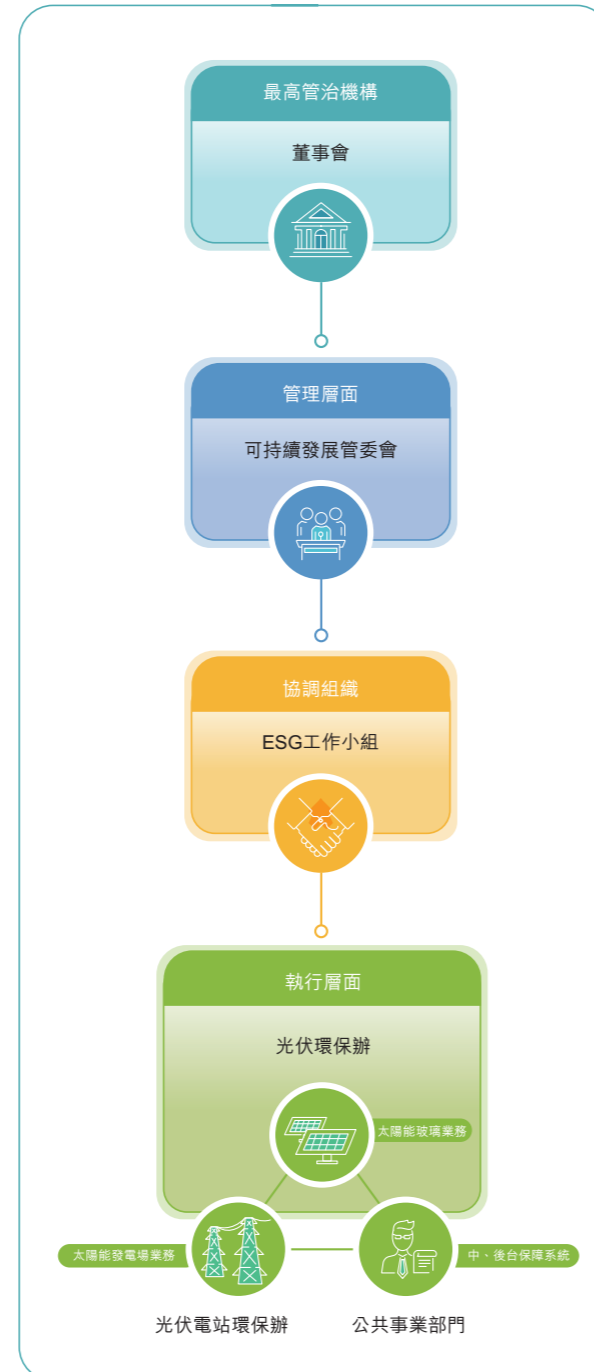 最高管治機構
董事會
管理層面
可持續發展管委會
協調組織
ESG工作小組
執行層面
光伏環保辦
太陽能玻璃業務
太陽能發電場業務
中、後台保障系統
光伏電站環保辦
公共事業部門